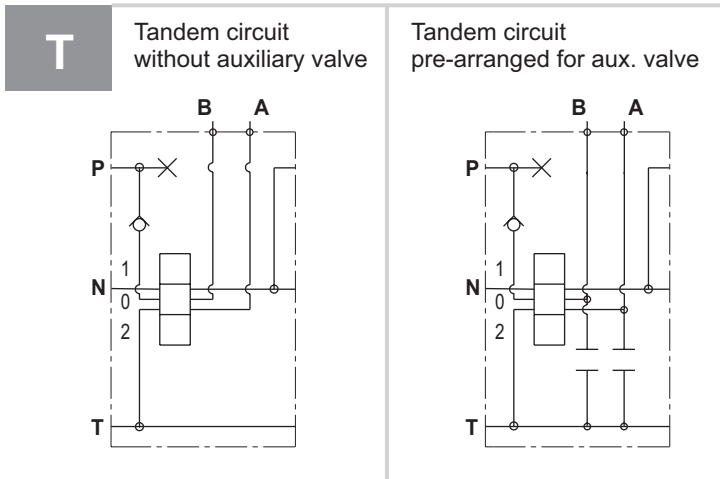 T
Tandem circuit
without auxiliary valve
B A
P
1
N
0
2
T
Tandem circuit
pre-arranged for aux. valve
B A
P
1
N
0
2
T